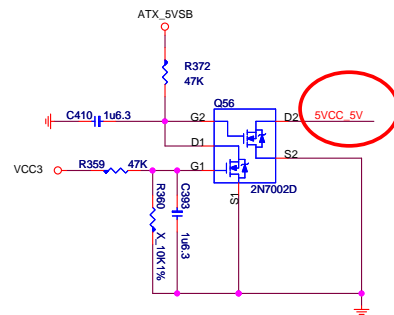 ATX_5VSB
R372
47K
Q56
C410
1u6.3
G2
D2
5VCC_5V
D1
S2
VCC3
R359
47K
G1
2N7002D
R360
X_10K1%
C393
1u6.3
S1